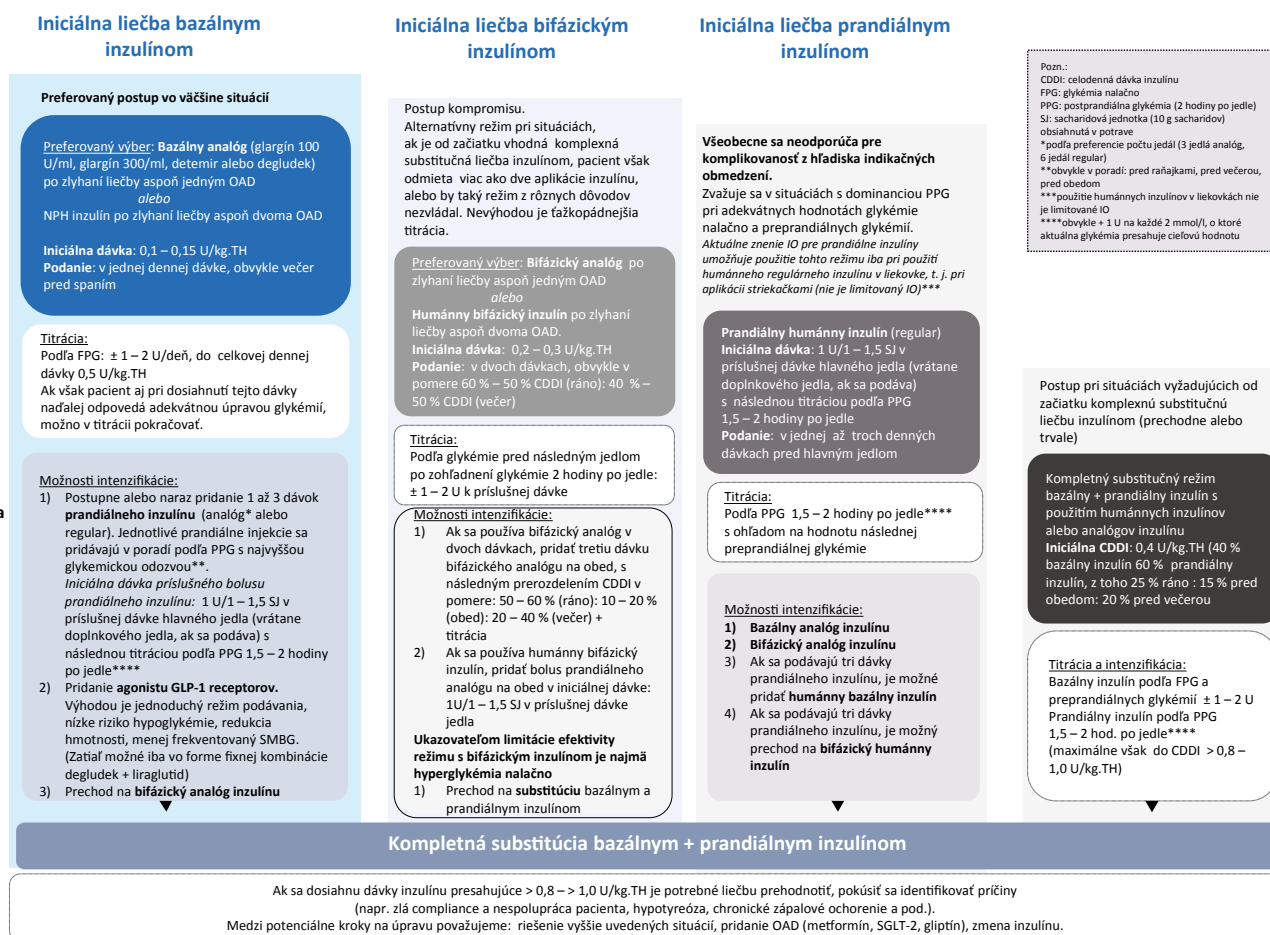 Iniciálna liečba bazálnym
inzulínom
Preferovaný postup vo väčšine situácií
Preferovaný výber: Bazálny analóg (glargín 100
U/ml, glargín 300/ml, detemir alebo degludek)
po zlyhaní liečby aspoň jedným OAD
alebo
NPH inzulín po zlyhaní liečby aspoň dvoma OAD
Iniciálna dávka: 0,1 – 0,15 U/kg.TH
Podanie: v jednej dennej dávke, obvykle večer
pred spaním
Titrácia:
Podľa FPG: ± 1 – 2 U/deň, do celkovej dennej
dávky 0,5 U/kg.TH
Ak však pacient aj pri dosiahnutí tejto dávky
naďalej odpovedá adekvátnou úpravou glykémií,
možno v titrácii pokračovať.
a
Možnosti intenzifikácie:
1) Postupne alebo naraz pridanie 1 až 3 dávok
prandiálneho inzulínu (analóg* alebo
regular). Jednotlivé prandiálne injekcie sa
pridávajú v poradí podľa PPG s najvyššou
glykemickou odozvou**.
Iniciálna dávka príslušného bolusu
prandiálneho inzulínu: 1 U/1 – 1,5 SJ v
príslušnej dávke hlavného jedla (vrátane
doplnkového jedla, ak sa podáva) s
následnou titráciou podľa PPG 1,5 – 2 hodiny
po jedle****
2) Pridanie agonistu GLP-1 receptorov.
Výhodou je jednoduchý režim podávania,
nízke riziko hypoglykémie, redukcia
hmotnosti, menej frekventovaný SMBG.
(Zatiaľ možné iba vo forme fixnej kombinácie
degludek + liraglutid)
3) Prechod na bifázický analóg inzulínu
Iniciálna liečba bifázickým
inzulínom
Postup kompromisu.
Alternatívny režim pri situáciách,
ak je od začiatku vhodná komplexná
substitučná liečba inzulínom, pacient však
odmieta viac ako dve aplikácie inzulínu,
alebo by taký režim z rôznych dôvodov
nezvládal. Nevýhodou je ťažkopádnejšia
titrácia.
Preferovaný výber: Bifázický analóg po
zlyhaní liečby aspoň jedným OAD
alebo
Humánny bifázický inzulín po zlyhaní
liečby aspoň dvoma OAD.
Iniciálna dávka: 0,2 – 0,3 U/kg.TH
Podanie: v dvoch dávkach, obvykle v
pomere 60 % – 50 % CDDI (ráno): 40 % –
50 % CDDI (večer)
Titrácia:
Podľa glykémie pred následným jedlom
po zohľadnení glykémie 2 hodiny po jedle:
± 1 – 2 U k príslušnej dávke
Možnosti intenzifikácie:
1) Ak sa používa bifázický analóg v
dvoch dávkach, pridať tretiu dávku
bifázického analógu na obed, s
následným prerozdelením CDDI v
pomere: 50 – 60 % (ráno): 10 – 20 %
(obed): 20 – 40 % (večer) +
titrácia
2) Ak sa používa humánny bifázický
inzulín, pridať bolus prandiálneho
analógu na obed v iniciálnej dávke:
1U/1 – 1,5 SJ v príslušnej dávke
jedla
Ukazovateľom limitácie efektivity
režimu s bifázickým inzulínom je najmä
hyperglykémia nalačno
1) Prechod na substitúciu bazálnym a
prandiálnym inzulínom
Iniciálna liečba prandiálnym
inzulínom
Všeobecne sa neodporúča pre
komplikovanosť z hľadiska indikačných
obmedzení.
Zvažuje sa v situáciách s dominanciou PPG
pri adekvátnych hodnotách glykémie
nalačno a preprandiálnych glykémií.
Aktuálne znenie IO pre prandiálne inzulíny
umožňuje použitie tohto režimu iba pri použití
humánneho regulárneho inzulínu v liekovke, t. j. pri
aplikácii striekačkami (nie je limitovaný IO)***
Prandiálny humánny inzulín (regular)
Iniciálna dávka: 1 U/1 – 1,5 SJ v
príslušnej dávke hlavného jedla (vrátane
doplnkového jedla, ak sa podáva)
s následnou titráciou podľa PPG
1,5 – 2 hodiny po jedle
Podanie: v jednej až troch denných
dávkach pred hlavným jedlom
Titrácia:
Podľa PPG 1,5 – 2 hodiny po jedle****
s ohľadom na hodnotu následnej
preprandiálnej glykémie
Možnosti intenzifikácie:
1) Bazálny analóg inzulínu
2) Bifázický analóg inzulínu
3) Ak sa podávajú tri dávky
prandiálneho inzulínu, je možné
pridať humánny bazálny inzulín
4) Ak sa podávajú tri dávky
prandiálneho inzulínu, je možný
prechod na bifázický humánny
inzulín
Pozn.:
CDDI: celodenná dávka inzulínu
FPG: glykémia nalačno
PPG: postprandiálna glykémia (2 hodiny po jedle)
SJ: sacharidová jednotka (10 g sacharidov)
obsiahnutá v potrave
*podľa preferencie počtu jedál (3 jedlá analóg,
6 jedál regular)
**obvykle v poradí: pred raňajkami, pred večerou,
pred obedom
***použitie humánnych inzulínov v liekovkách nie
je limitované IO
****obvykle + 1 U na každé 2 mmol/l, o ktoré
aktuálna glykémia presahuje cieľovú hodnotu
Postup pri situáciách vyžadujúcich od
začiatku komplexnú substitučnú
liečbu inzulínom (prechodne alebo
trvale)
Kompletný substitučný režim
bazálny + prandiálny inzulín s
použitím humánnych inzulínov
alebo analógov inzulínu
Iniciálna CDDI: 0,4 U/kg.TH (40 %
bazálny inzulín 60 % prandiálny
inzulín, z toho 25 % ráno : 15 % pred
obedom: 20 % pred večerou
Titrácia a intenzifikácia:
Bazálny inzulín podľa FPG a
preprandiálnych glykémií ± 1 – 2 U
Prandiálny inzulín podľa PPG
1,5 – 2 hod. po jedle****
(maximálne však do CDDI > 0,8 –
1,0 U/kg.TH)
Kompletná substitúcia bazálnym + prandiálnym inzulínom
Ak sa dosiahnu dávky inzulínu presahujúce > 0,8 – > 1,0 U/kg.TH je potrebné liečbu prehodnotiť, pokúsiť sa identifikovať príčiny
(napr. zlá compliance a nespolupráca pacienta, hypotyreóza, chronické zápalové ochorenie a pod.).
Medzi potenciálne kroky na úpravu považujeme: riešenie vyššie uvedených situácií, pridanie OAD (metformín, SGLT-2, gliptín), zmena inzulínu.